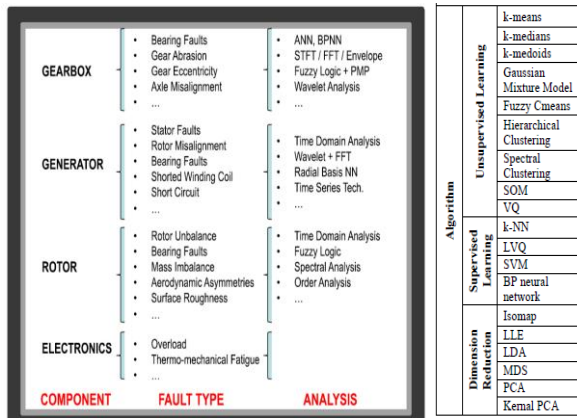 GEARBOX
• Bearing Faults
• Gear Abrasion
• Gear Eccentricity
• Axle Misalignment
• ...
• ANN, BPNN
• STFT / FFT / Envelope
• Fuzzy Logic + PMP
• Wavelet Analysis
• ...
GENERATOR
• Stator Faults
• Rotor Misalignment
• Bearing Faults
• Shorted Winding Coil
• Short Circuit
• ...
• Time Domain Analysis
• Wavelet + FFT
• Radial Basis NN
• Time Series Tech.
• ...
ROTOR
• Rotor Unbalance
• Bearing Faults
• Mass Imbalance
• Aerodynamic Asymmetries
• Surface Roughness
• ...
• Time Domain Analysis
• Fuzzy Logic
• Spectral Analysis
• Order Analysis
• ...
ELECTRONICS
• Overload
• Thermo-mechanical Fatigue
• ...
COMPONENT FAULT TYPE ANALYSIS
Algorithm
Unsupervised Learning
k-means
k-medians
k-medoids
Gaussian
Mixture Model
Fuzzy Cmeans
Hierarchical
Clustering
Spectral
Clustering
SOM
VQ
Supervised
Learning
k-NN
LVQ
SVM
BP neural
network
Dimension
Reduction
Isomap
LLE
LDA
MDS
PCA
Kernal PCA